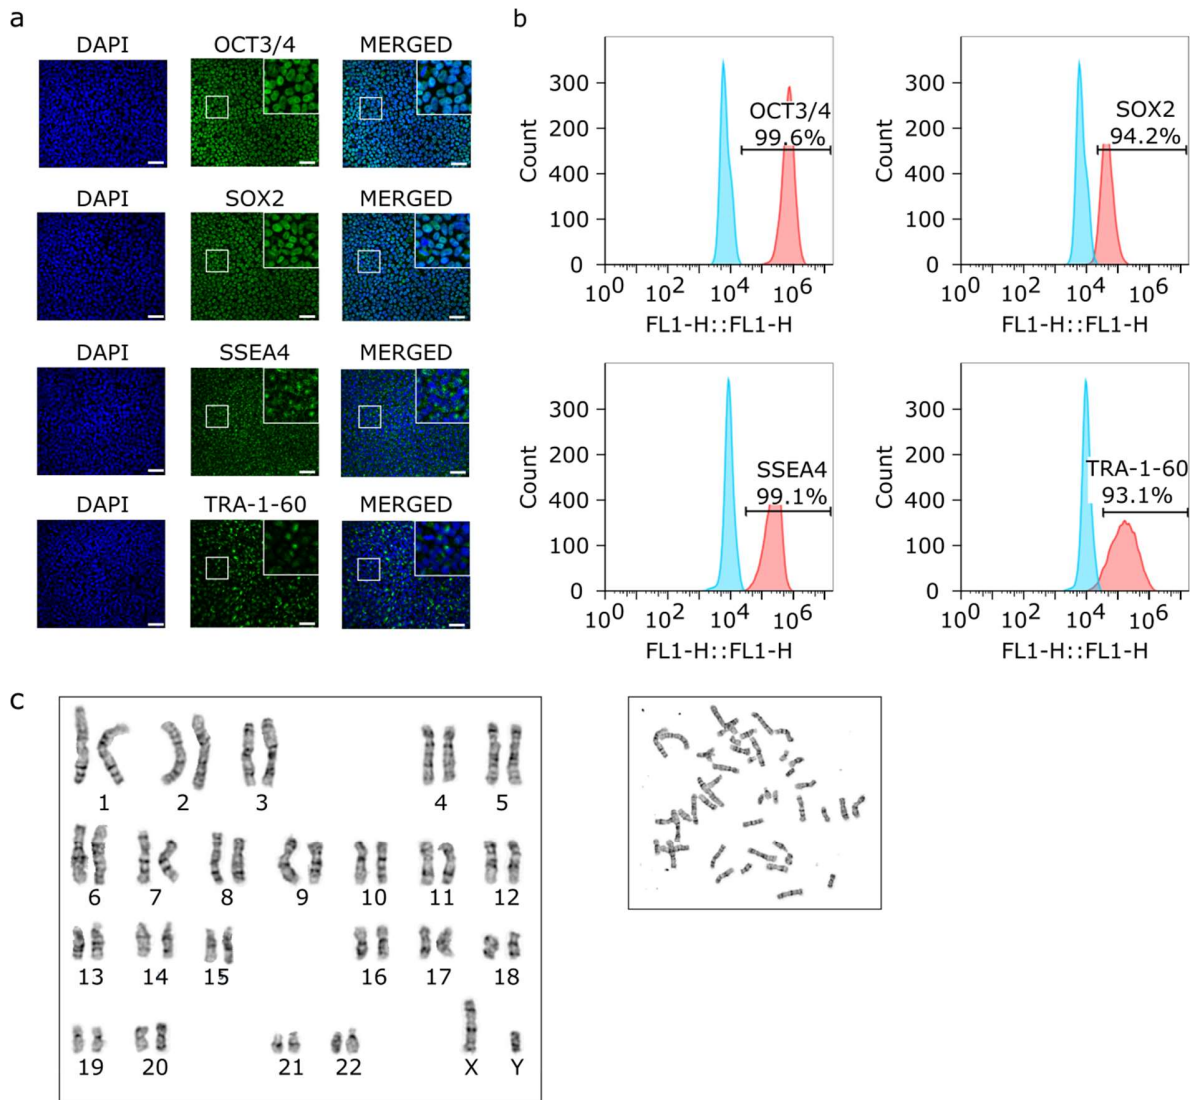 a
DAPI OCT3/4 MERGED
DAPI SOX2 MERGED
DAPI SSEA4 MERGED
DAPI TRA-1-60 MERGED
b
300
200
400
100
0
Count
OCT3/4
99.6%
10^0 10^2 10^4 10^6
FL1-H::FL1-H
300
200
400
100
0
Count
SOX2
94.2%
10^0 10^2 10^4 10^6
FL1-H::FL1-H
300
200
400
100
0
Count
SSEA4
99.1%
10^0 10^2 10^4 10^6
FL1-H::FL1-H
300
200
400
100
0
Count
TRA-1-60
93.1%
10^0 10^2 10^4 10^6
FL1-H::FL1-H
c
1 2 3 4 5
6 7 8 9 10 11 12
13 14 15 16 17 18
19 20 21 22 X Y